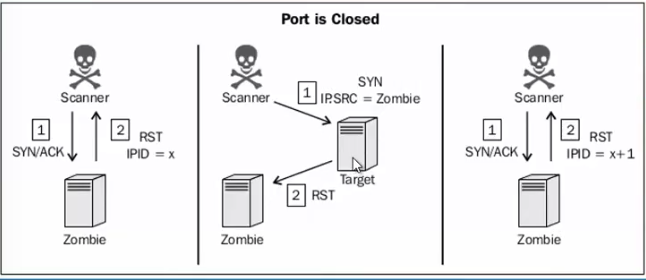 Port is Closed
Scanner
1
2
RST
SYN/ACK
IPID = x
Zombie
Scanner
1
SYN
IP.SRC = Zombie
Target
2
RST
Zombie
Scanner
1
2
RST
SYN/ACK
IPID = x+1
Zombie